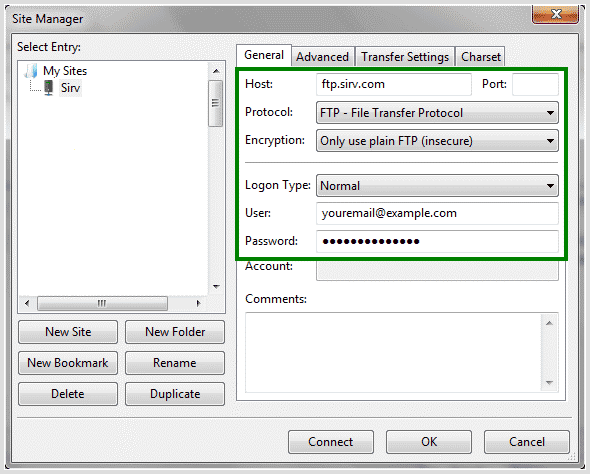 Site Manager
Select Entry:
My Sites
Sirv
New Site
New Folder
New Bookmark
Rename
Delete
Duplicate
General
Advanced
Transfer Settings
Charset
Host:
ftp.sirv.com
Port:
Protocol:
FTP - File Transfer Protocol
Encryption:
Only use plain FTP (insecure)
Logon Type:
Normal
User:
youremail@example.com
Password:
●●●●●●●●●●●●●●
Account:
Comments:
Connect
OK
Cancel